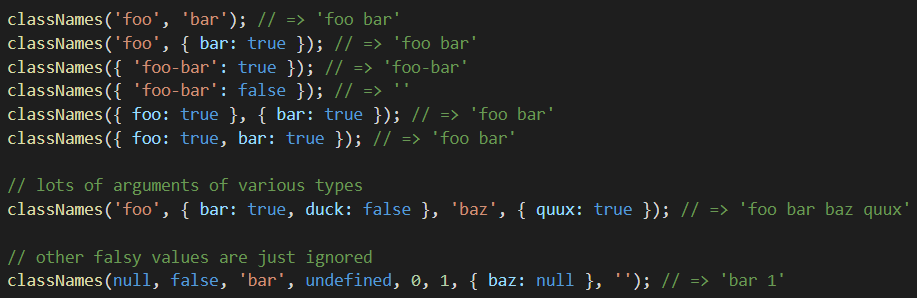 classNames('foo', 'bar'); // => 'foo bar'
classNames('foo', { bar: true }); // => 'foo bar'
classNames({ 'foo-bar': true }); // => 'foo-bar'
classNames({ 'foo-bar': false }); // => ''
classNames({ foo: true }, { bar: true }); // => 'foo bar'
classNames({ foo: true, bar: true }); // => 'foo bar'
// lots of arguments of various types
classNames('foo', { bar: true, duck: false }, 'baz', { quux: true }); // => 'foo bar baz quux'
// other falsy values are just ignored
classNames(null, false, 'bar', undefined, 0, 1, { baz: null }, ''); // => 'bar 1'